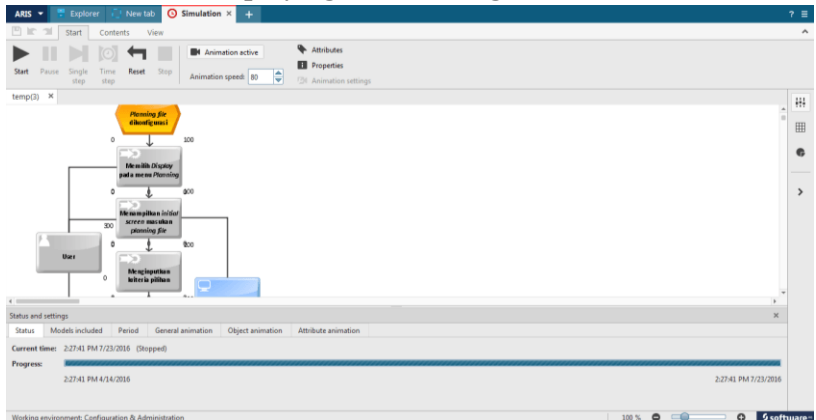 ARIS Explorer New tab Simulation × +
? ≡
Start Contents View
Start Pause Single step Time step Reset Stop
Animation active
Animation speed: 80
Attributes
Properties
Animation settings
temp(3) ×
Planning file
dikonfigurasi
0 100
Memilih Display
pada menu Planning
0
Menampilkan initial
screen masukan
planning file
300
User
Menginputkan
kriteria pilihan
0
Status and settings ×
Status Models included Period General animation Object animation Attribute animation
Current time: 2:27:41 PM 7/23/2016 (Stopped)
Progress:
2:27:41 PM 4/14/2016 2:27:41 PM 7/23/2016
Working environment: Configuration & Administration 100 % software